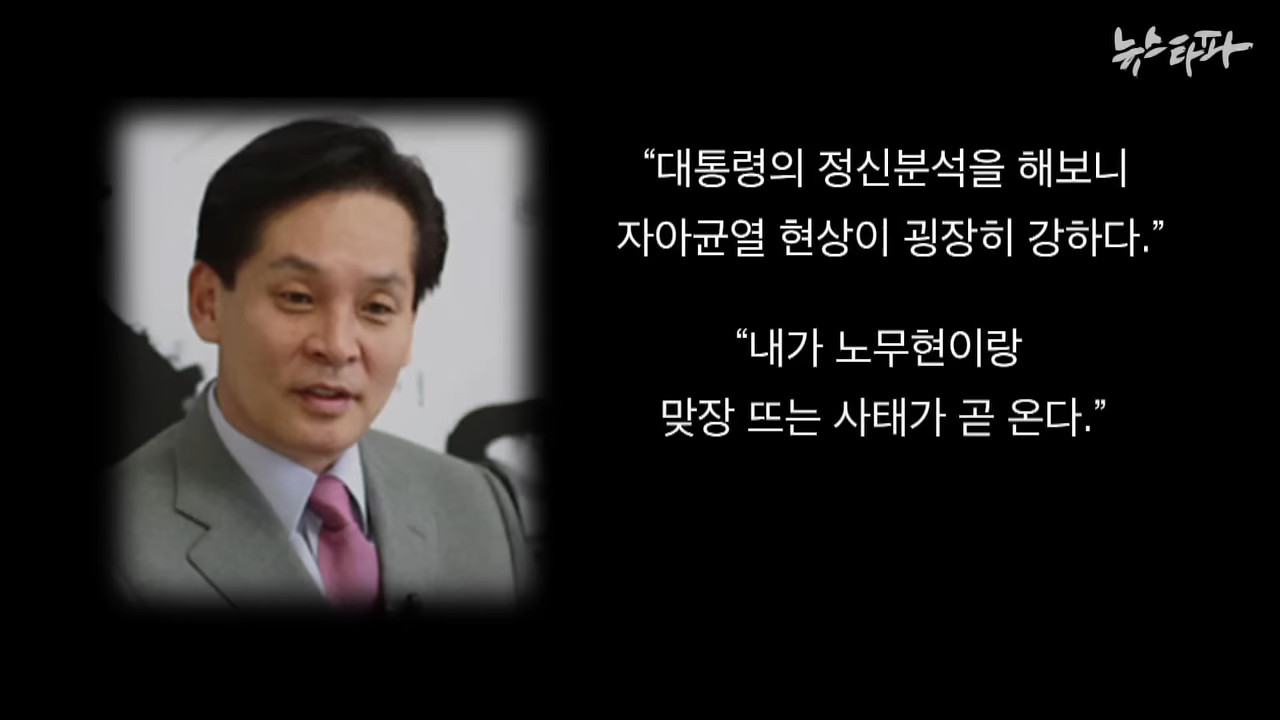 뉴스타파
“대통령의 정신분석을 해보니
자아균열 현상이 굉장히 강하다.”
“내가 노무현이랑
맞장 뜨는 사태가 곧 온다.”